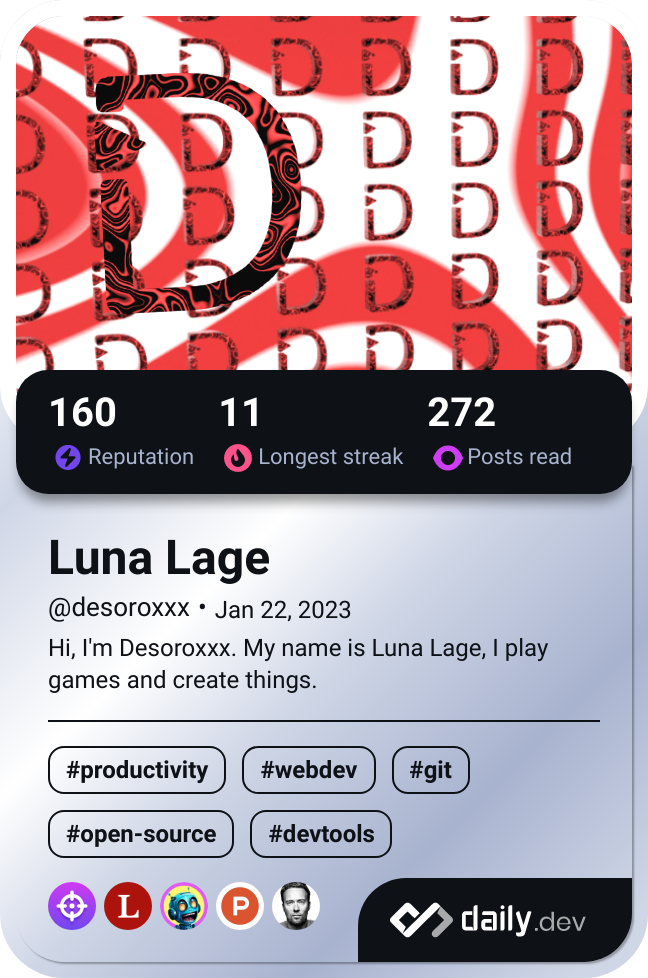 D
160 11 272
Reputation Longest streak Posts read
Luna Lage
@desoroxxx • Jan 22, 2023
Hi, I'm Desoroxxx. My name is Luna Lage, I play
games and create things.
#productivity #webdev #git
#open-source #devtools
L P
daily.dev